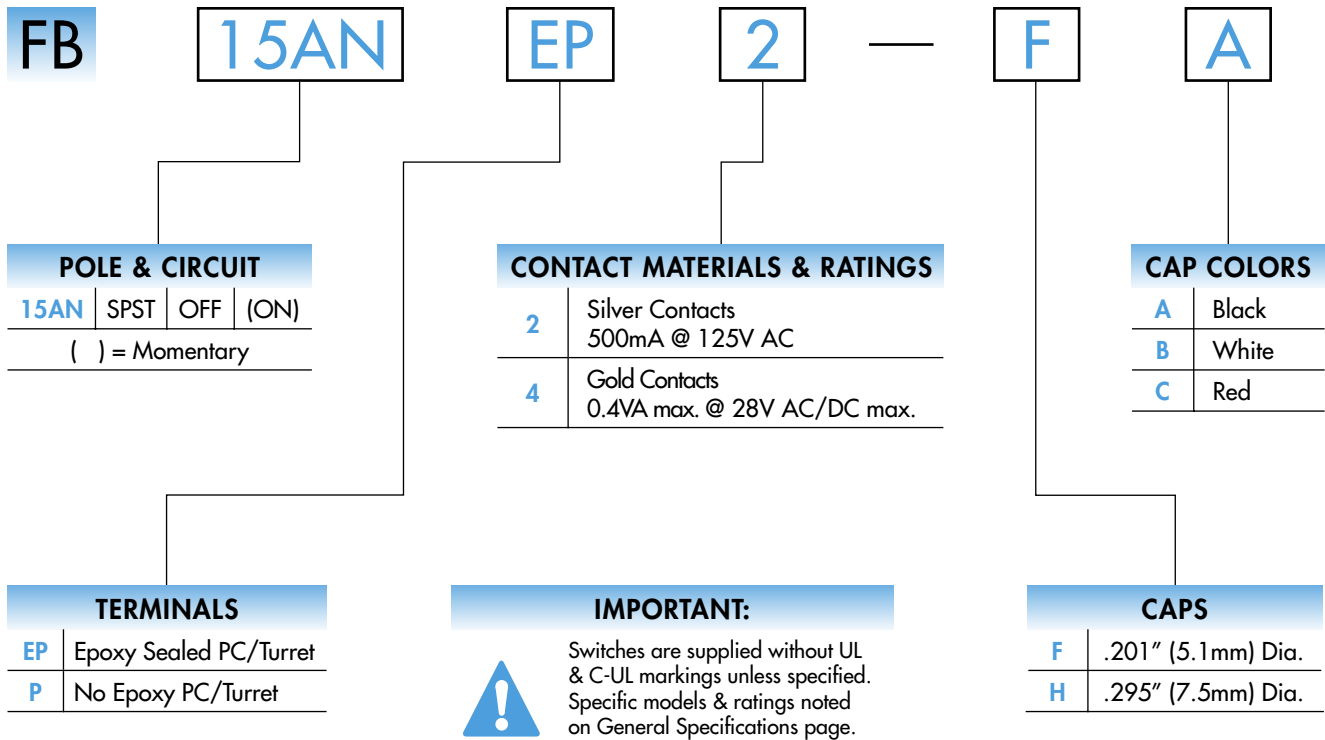 FB 15AN EP 2 — F A
POLE & CIRCUIT
15AN SPST OFF (ON)
( ) = Momentary
CONTACT MATERIALS & RATINGS
2 Silver Contacts
500mA @ 125V AC
4 Gold Contacts
0.4VA max. @ 28V AC/DC max.
CAP COLORS
A Black
B White
C Red
TERMINALS
EP Epoxy Sealed PC/Turret
P No Epoxy PC/Turret
IMPORTANT:
Switches are supplied without UL
& C-UL markings unless specified.
Specific models & ratings noted
on General Specifications page.
CAPS
F .201" (5.1mm) Dia.
H .295" (7.5mm) Dia.